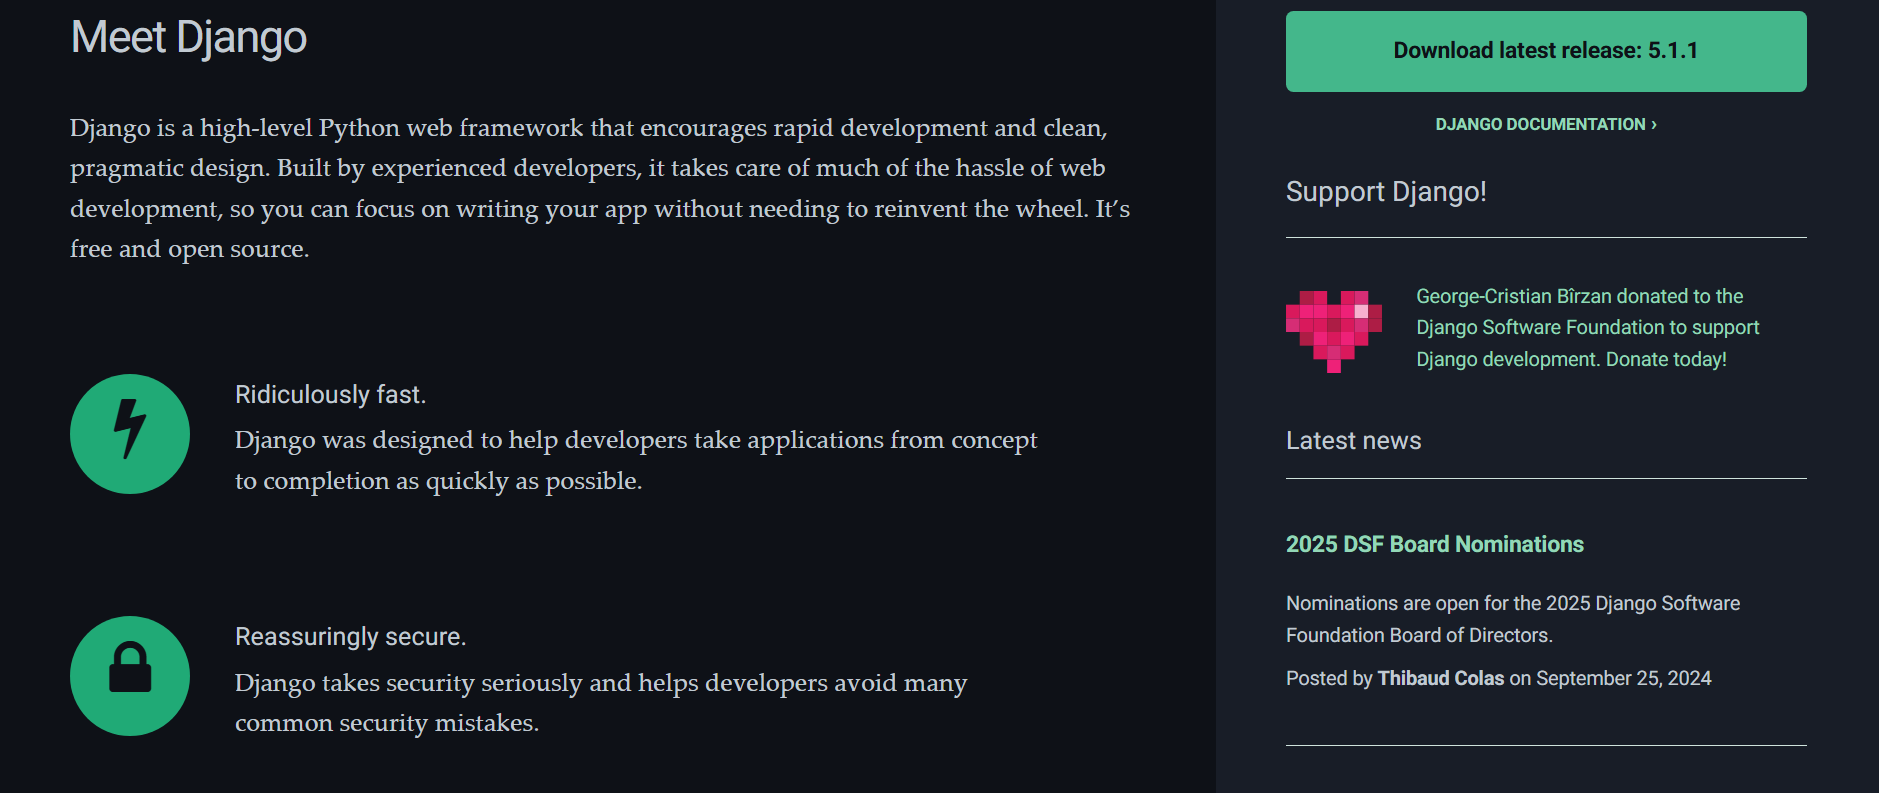 Meet Django
Django is a high-level Python web framework that encourages rapid development and clean,
pragmatic design. Built by experienced developers, it takes care of much of the hassle of web
development, so you can focus on writing your app without needing to reinvent the wheel. It’s
free and open source.
Ridiculously fast.
Django was designed to help developers take applications from concept
to completion as quickly as possible.
Reassuringly secure.
Django takes security seriously and helps developers avoid many
common security mistakes.
Download latest release: 5.1.1
DJANGO DOCUMENTATION ›
Support Django!
George-Cristian Bîrzan donated to the
Django Software Foundation to support
Django development. Donate today!
Latest news
2025 DSF Board Nominations
Nominations are open for the 2025 Django Software
Foundation Board of Directors.
Posted by Thibaud Colas on September 25, 2024